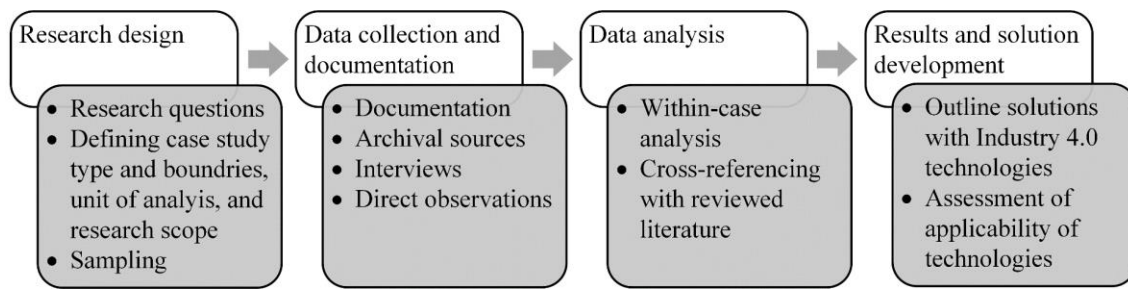 Research design
• Research questions
• Defining case study
type and boundries,
unit of analyis, and
research scope
• Sampling
Data collection and
documentation
• Documentation
• Archival sources
• Interviews
• Direct observations
Data analysis
• Within-case
analysis
• Cross-referencing
with reviewed
literature
Results and solution
development
• Outline solutions
with Industry 4.0
technologies
• Assessment of
applicability of
technologies